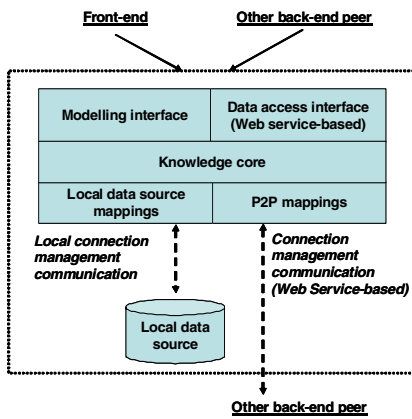 Front-end
Other back-end peer
Modelling interface
Data access interface
(Web service-based)
Knowledge core
Local data source
mappings
P2P mappings
Local connection
management
communication
Connection
management
communication
(Web Service-based)
Local data
source
Other back-end peer